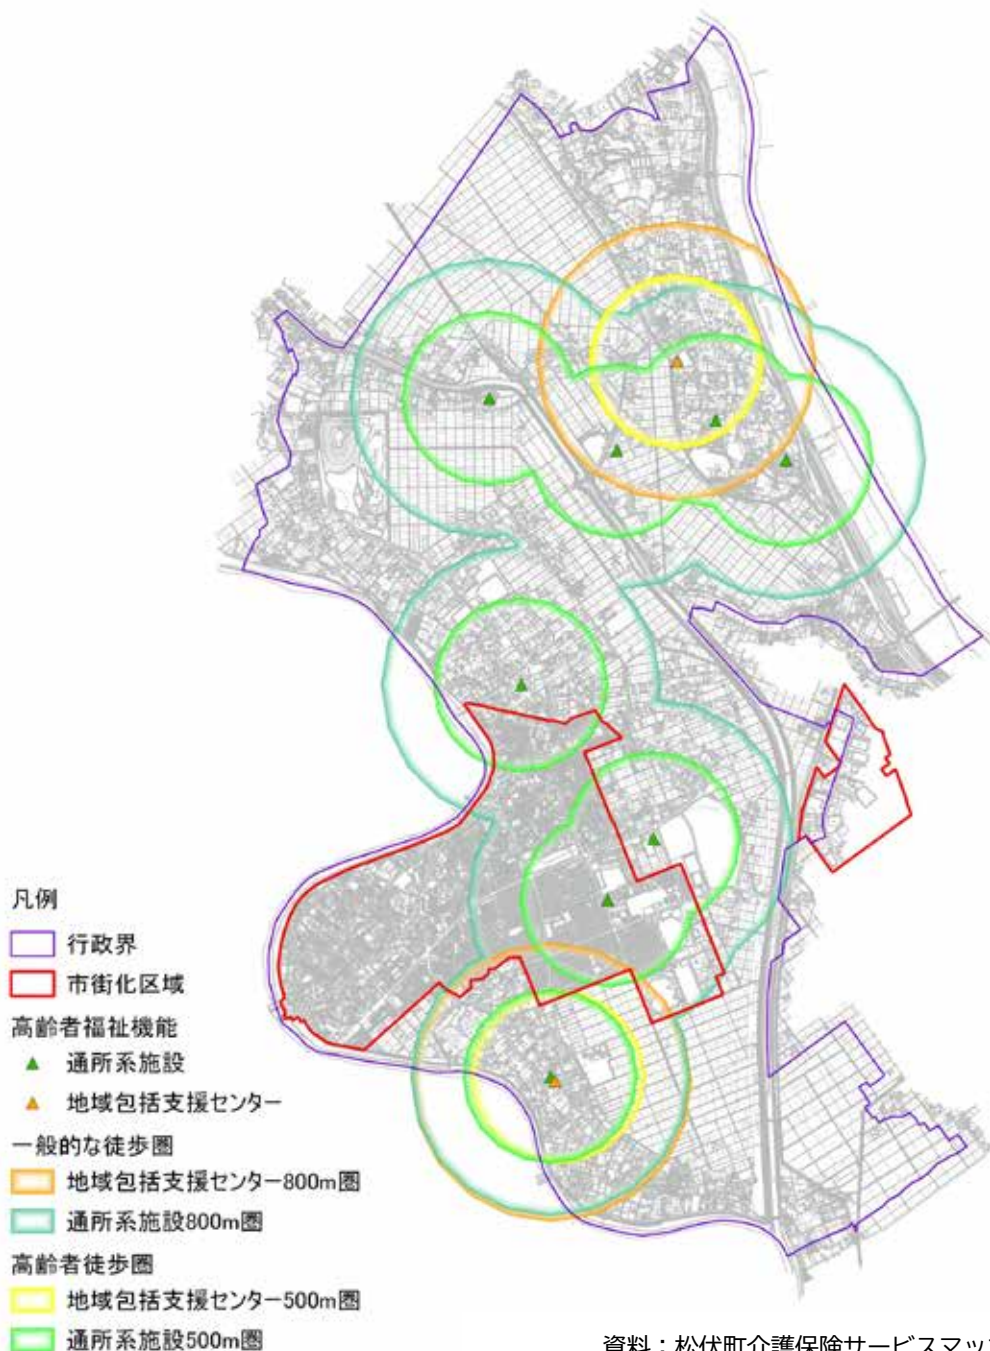 凡例
行政界
市街化区域
高齢者福祉機能
通所系施設
地域包括支援センター
一般的な徒歩圏
地域包括支援センター800m圏
通所系施設800m圏
高齢者徒歩圏
地域包括支援センター500m圏
通所系施設500m圏
資料：松伏町介護保険サービスマップ